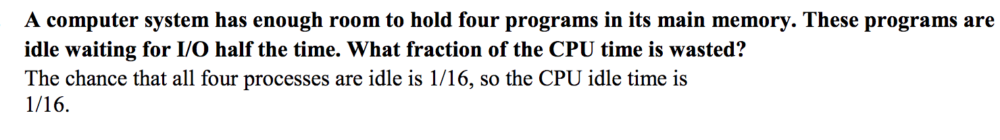 A computer system has enough room to hold four programs in its main memory. These programs are
idle waiting for I/O half the time. What fraction of the CPU time is wasted?
The chance that all four processes are idle is 1/16, so the CPU idle time is
1/16.